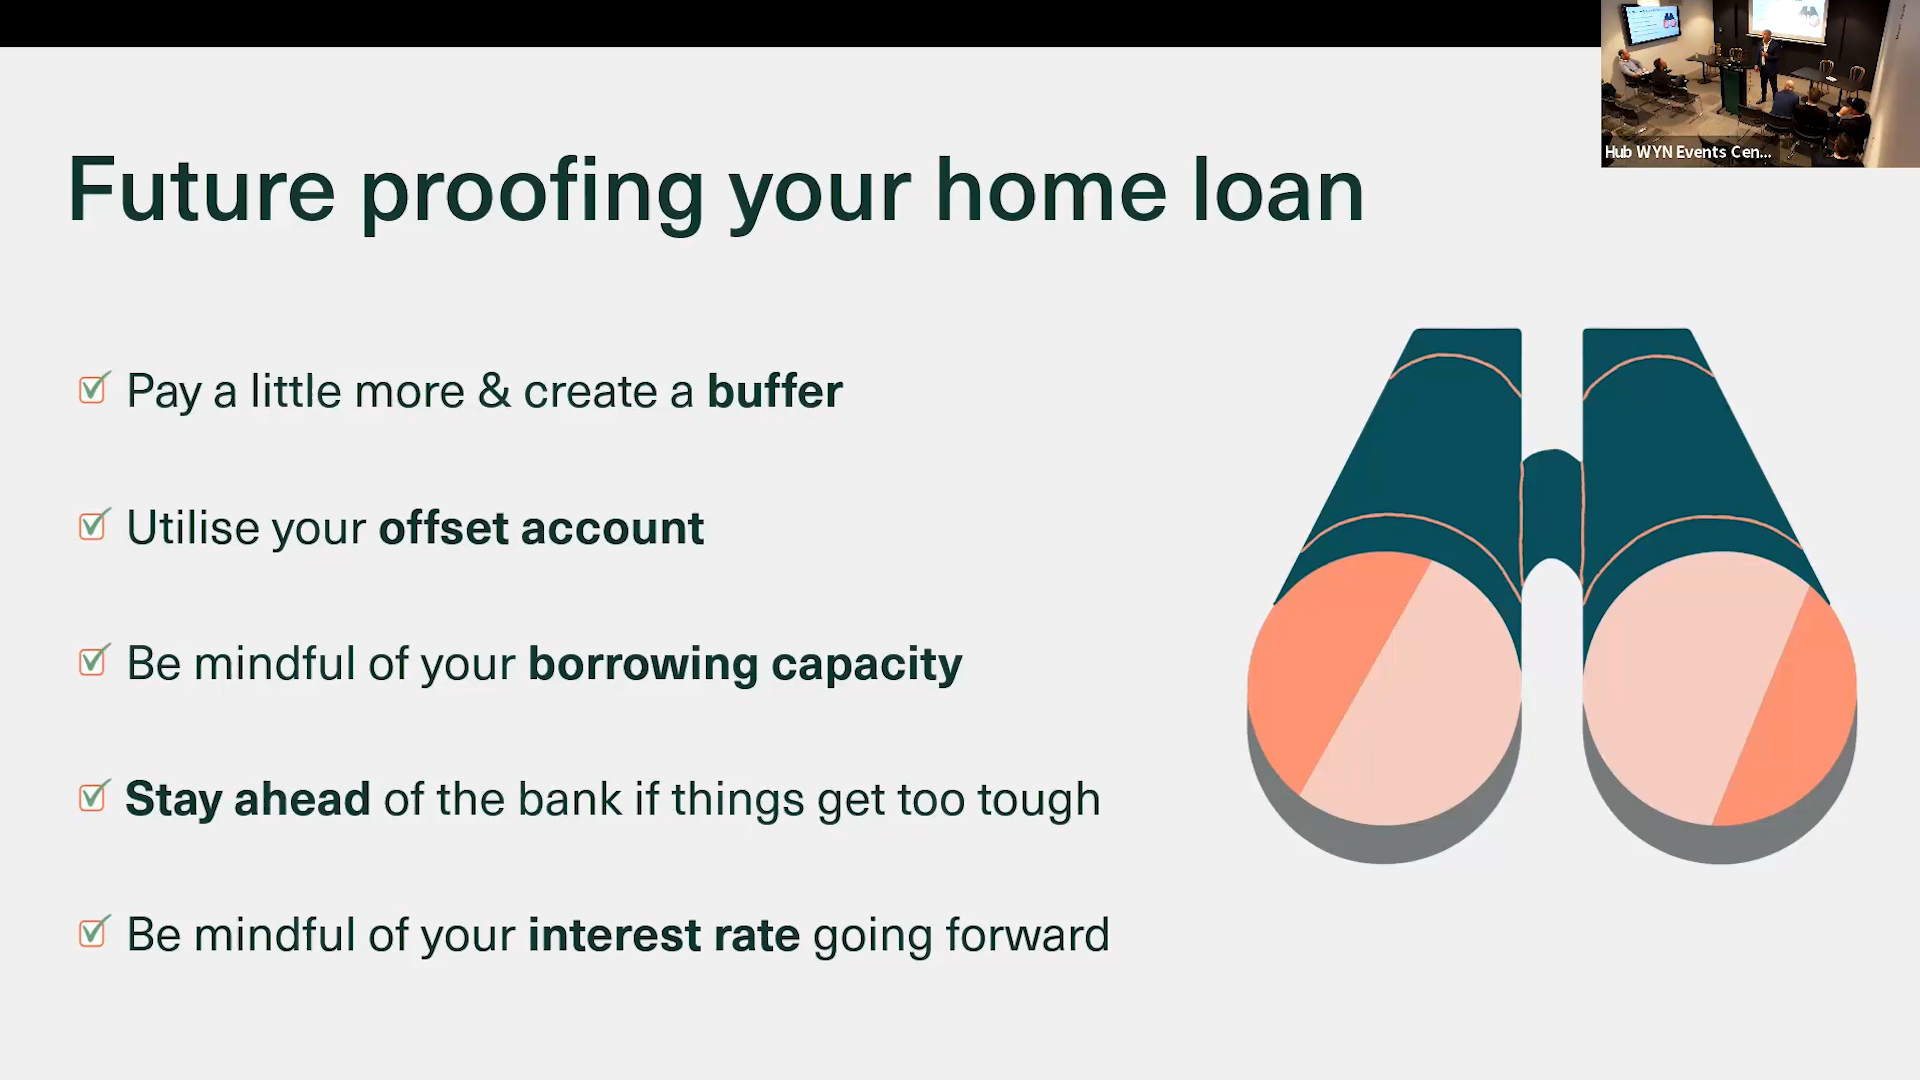 Hub WYN Events Cen...
Future proofing your home loan
Pay a little more & create a buffer
Utilise your offset account
Be mindful of your borrowing capacity
Stay ahead of the bank if things get too tough
Be mindful of your interest rate going forward